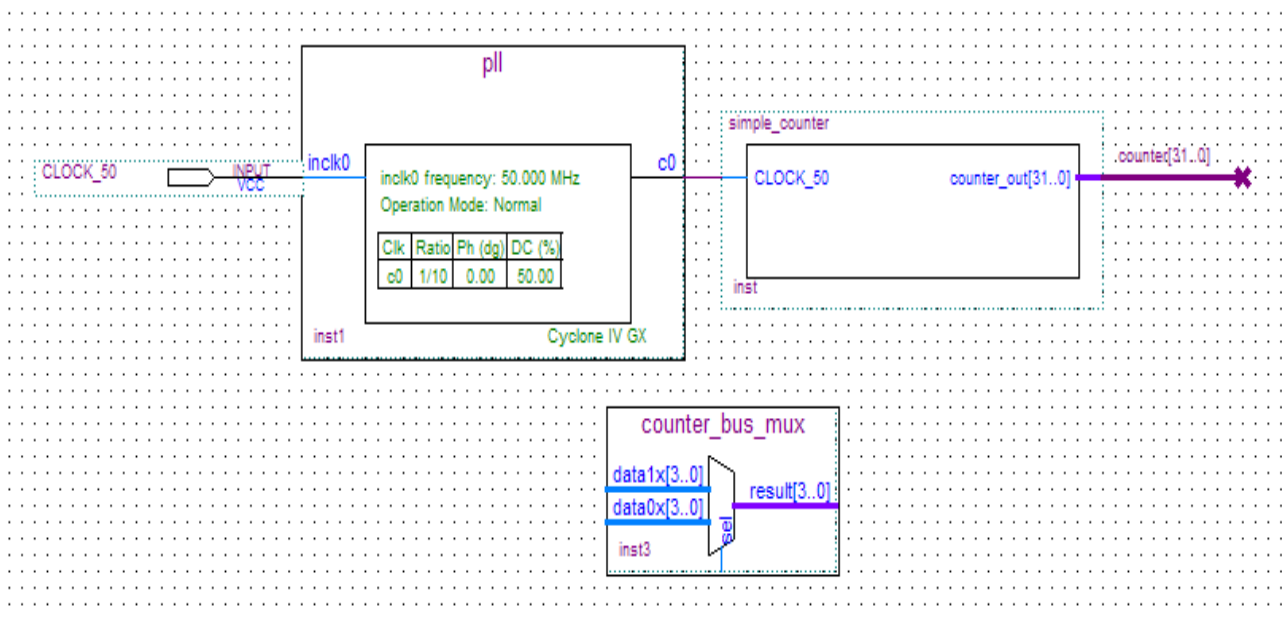 pll
simple_counter
CLOCK_50
INPUT
VCC
inclk0
c0
inclk0 frequency: 50.000 MHz
Operation Mode: Normal
Clk Ratio Ph (dg) DC (%)
c0 1/10 0.00 50.00
inst1
Cyclone IV GX
CLOCK_50
counter_out[31..0]
counter[31..0]
inst
counter_bus_mux
data1x[3..0]
data0x[3..0]
result[3..0]
sel
inst3